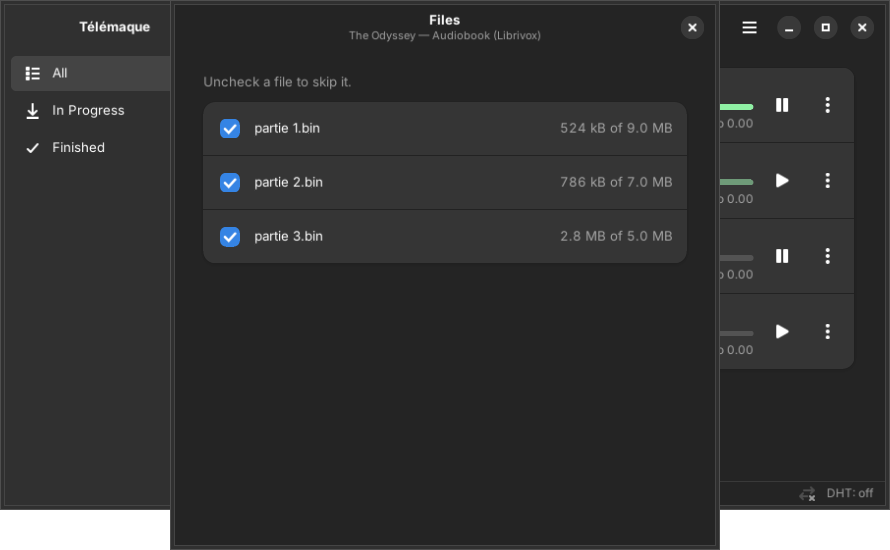 Télémaque
All
In Progress
Finished
Files
The Odyssey — Audiobook (Librivox)
Uncheck a file to skip it.
partie 1.bin 524 kB of 9.0 MB
partie 2.bin 786 kB of 7.0 MB
partie 3.bin 2.8 MB of 5.0 MB
0.00
0.00
0.00
0.00
DHT: off